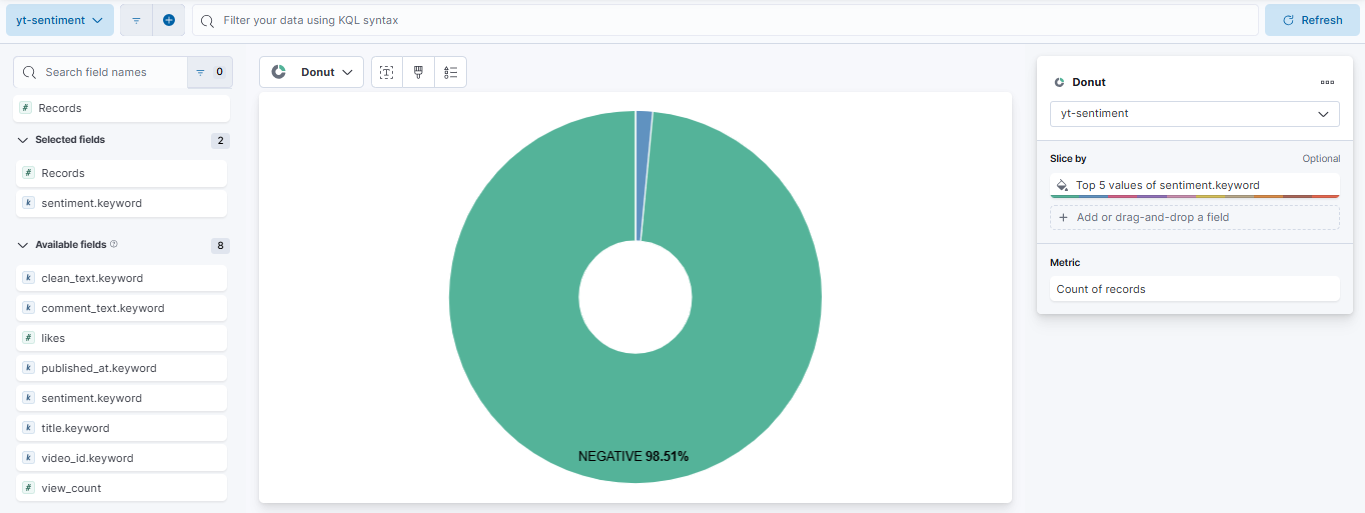 yt-sentiment
Filter your data using KQL syntax
Refresh
Search field names
0
# Records
Selected fields
2
# Records
k sentiment.keyword
Available fields
8
k clean_text.keyword
k comment_text.keyword
# likes
k published_at.keyword
k sentiment.keyword
k title.keyword
k video_id.keyword
# view_count
Donut
NEGATIVE 98.51%
Donut
yt-sentiment
Slice by
Optional
Top 5 values of sentiment.keyword
+ Add or drag-and-drop a field
Metric
Count of records